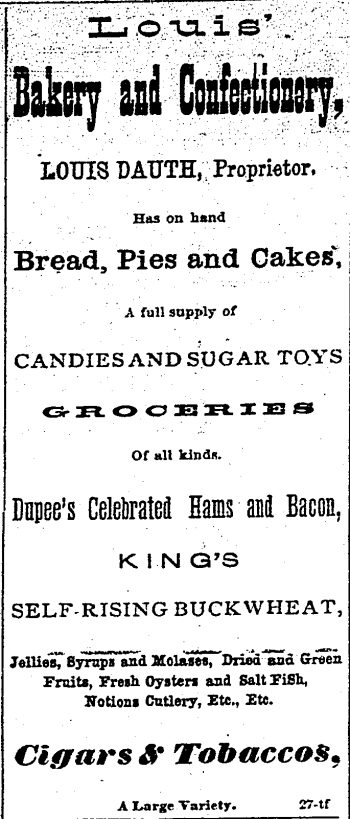 Louis'
Bakery and Confectionery,
LOUIS DAUTH, Proprietor.
Has on hand
Bread, Pies and Cakes,
A full supply of
CANDIES AND SUGAR TOYS
GROCERIES
Of all kinds.
Dupee's Celebrated Hams and Bacon,
KING'S
SELF-RISING BUCKWHEAT,
Jellies, Syrups and Molases, Dried and Green
Fruits, Fresh Oysters and Salt FiSh,
Notions Cutlery, Etc., Etc.
Cigars & Tobaccos,
A Large Variety. 27-tf